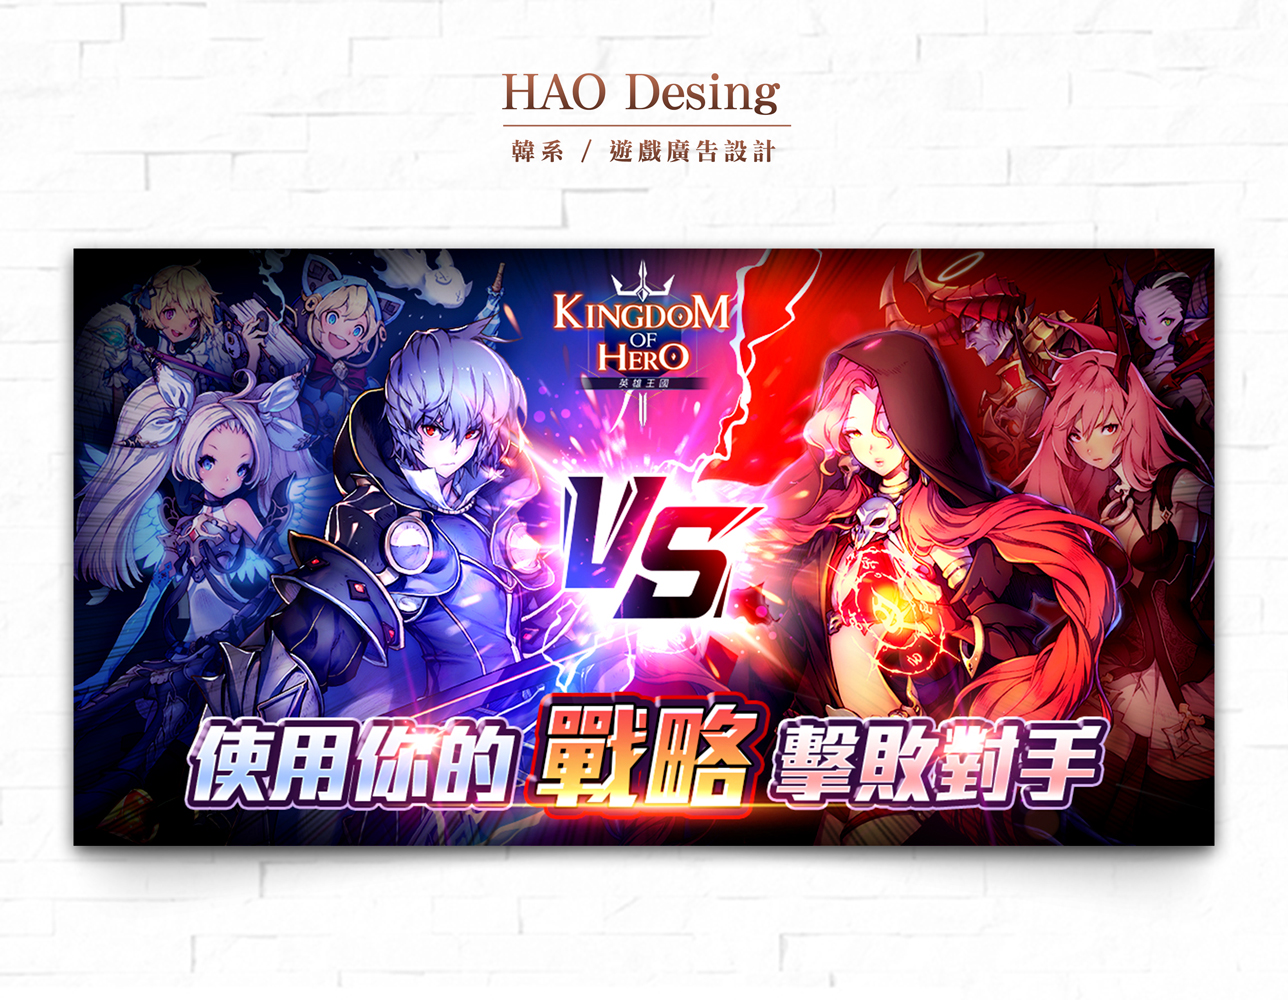 HAO Desing
韓系 / 遊戲廣告設計
KINGDOM
OF
HERO
英雄王國
VS
使用你的戰略擊敗對手